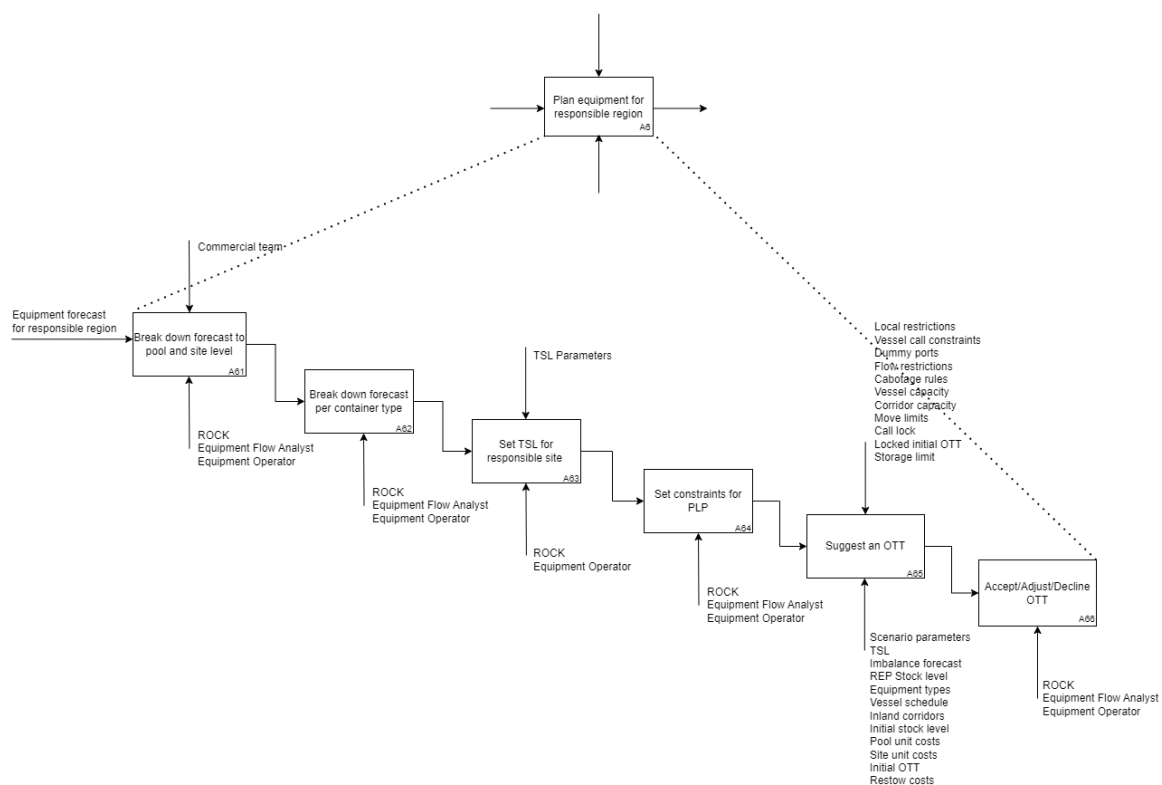 Plan equipment for
responsible region
A6
Commercial team
Equipment forecast
for responsible region
Break down forecast to
pool and site level
A61
ROCK
Equipment Flow Analyst
Equipment Operator
Break down forecast
per container type
A62
ROCK
Equipment Flow Analyst
Equipment Operator
TSL Parameters
Set TSL for
responsible site
A63
ROCK
Equipment Operator
Set constraints for
PLP
A64
ROCK
Equipment Flow Analyst
Equipment Operator
Local restrictions
Vessel call constraints
Dummy ports
Flow restrictions
Cabotage rules
Vessel capacity
Corridor capacity
Move limits
Call lock
Locked initial OTT
Storage limit
Suggest an OTT
A65
Scenario parameters
TSL
Imbalance forecast
REP Stock level
Equipment types
Vessel schedule
Inland corridors
Initial stock level
Pool unit costs
Site unit costs
Initial OTT
Restow costs
Accept/Adjust/Decline
OTT
A66
ROCK
Equipment Flow Analyst
Equipment Operator